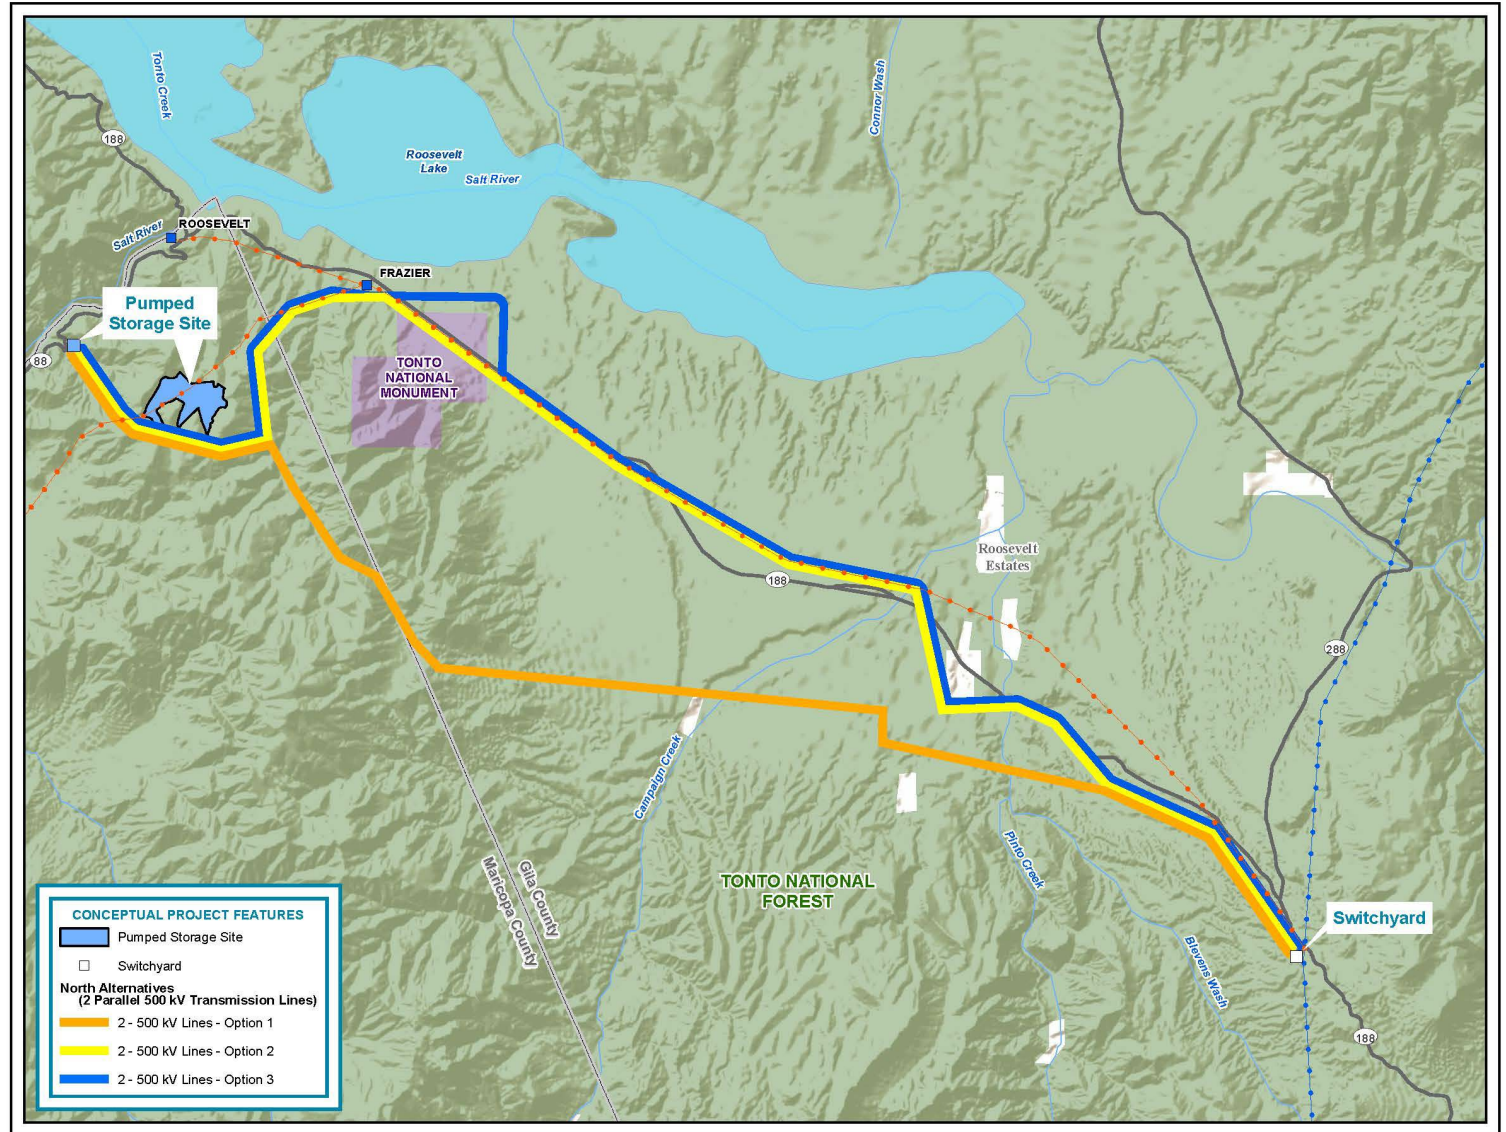 Tonto Creek
Connor Wash
188
Roosevelt
Lake
Salt River
ROOSEVELT
Salt River
FRAZIER
Pumped
Storage Site
88
TONTO
NATIONAL
MONUMENT
Roosevelt
Estates
188
288
Campaign Creek
Pinto Creek
Gila County
Maricopa County
TONTO NATIONAL
FOREST
Switchyard
Blevens Wash
188
CONCEPTUAL PROJECT FEATURES
Pumped Storage Site
Switchyard
North Alternatives
(2 Parallel 500 kV Transmission Lines)
2 - 500 kV Lines - Option 1
2 - 500 kV Lines - Option 2
2 - 500 kV Lines - Option 3